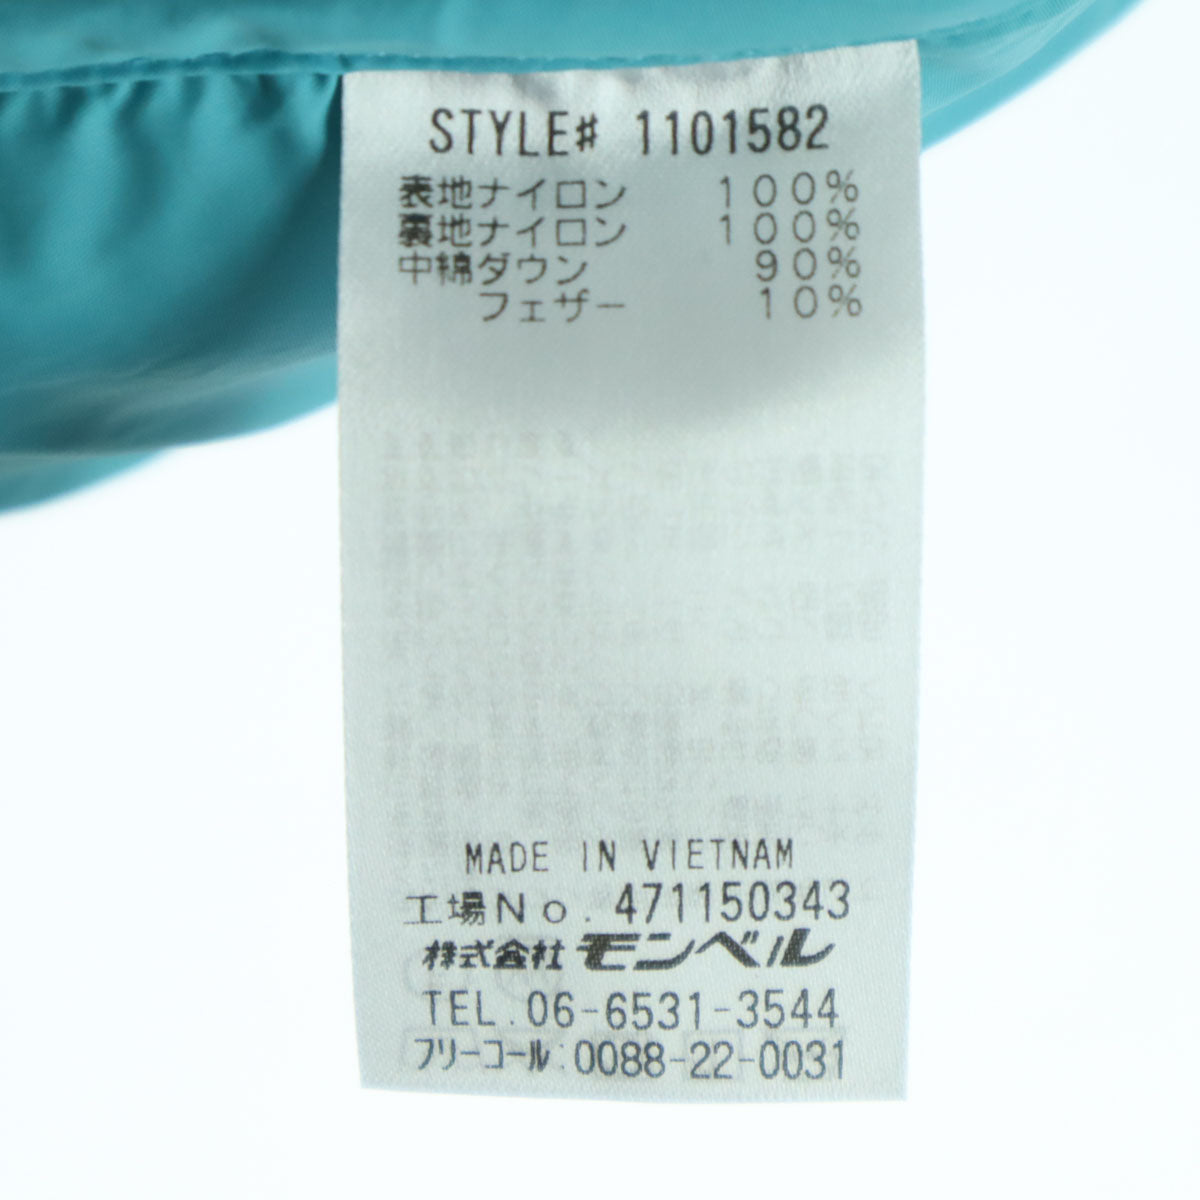 STYLE# 1101582
表地ナイロン 100%
裏地ナイロン 100%
中綿ダウン 90%
フェザー 10%
MADE IN VIETNAM
工場No. 471150343
株式会社 モンベル
TEL.06-6531-3544
フリーコール:0088-22-0031